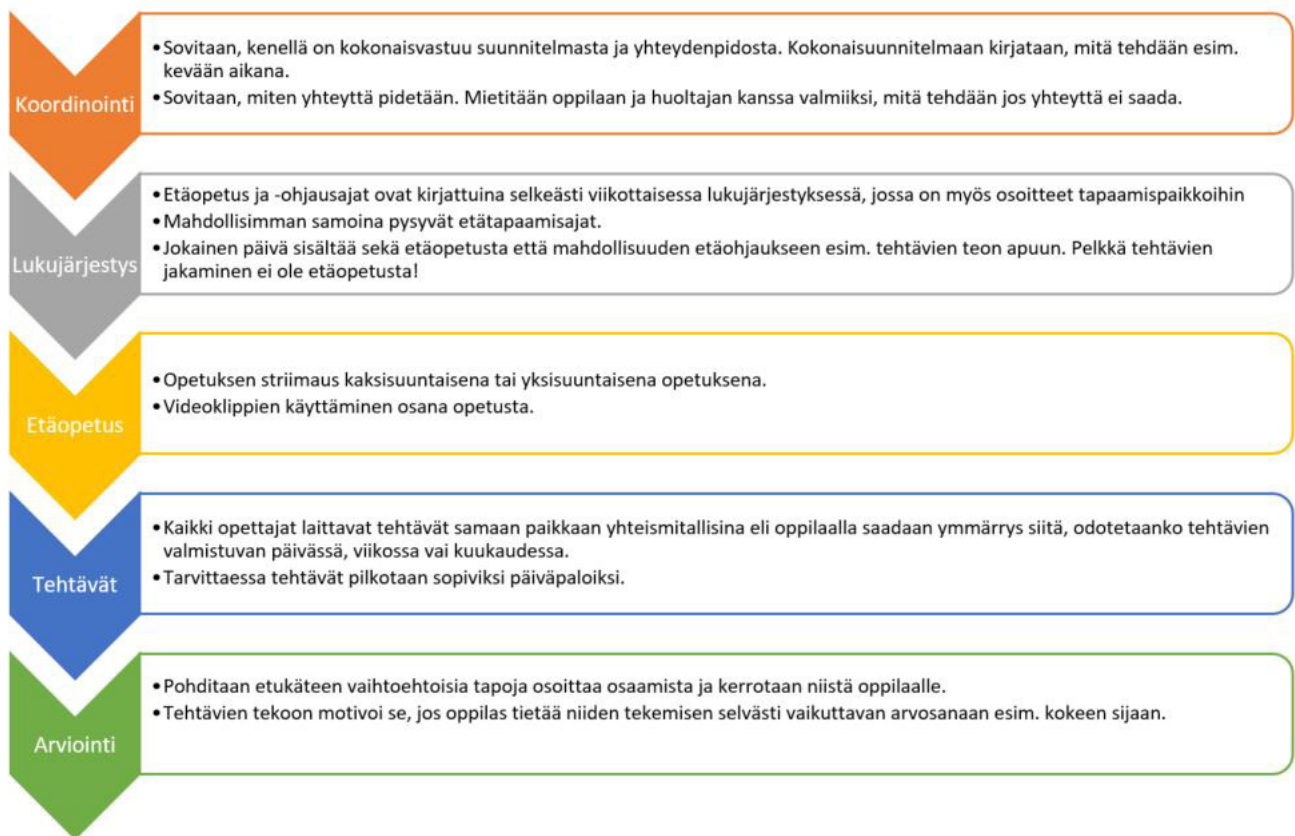 Koordinointi
•Sovitaan, kenellä on kokonaisvastuu suunnitelmasta ja yhteydenpidosta. Kokonaisuunnitelmaan kirjataan, mitä tehdään esim.
kevään aikana.
•Sovitaan, miten yhteyttä pidetään. Mietitään oppilaan ja huoltajan kanssa valmiiksi, mitä tehdään jos yhteyttä ei saada.
Lukujärjestys
•Etäopetus ja -ohjausajat ovat kirjattuina selkeästi viikottaisessa lukujärjestyksessä, jossa on myös osoitteet tapaamispaikkoihin
•Mahdollisimman samoina pysyvät etätapaamisajat.
•Jokainen päivä sisältää sekä etäopetusta että mahdollisuuden etäohjaukseen esim. tehtävien teon apuun. Pelkkä tehtävien
jakaminen ei ole etäopetusta!
Etäopetus
•Opetuksen striimaus kaksisuuntaisena tai yksisuuntaisena opetuksena.
•Videoklippien käyttäminen osana opetusta.
Tehtävät
•Kaikki opettajat laittavat tehtävät samaan paikkaan yhteismitallisina eli oppilaalla saadaan ymmärrys siitä, odotetaanko tehtävien
valmistuvan päivässä, viikossa vai kuukaudessa.
•Tarvittaessa tehtävät pilkotaan sopiviksi päiväpaloiksi.
Arviointi
•Pohditaan etukäteen vaihtoehtoisia tapoja osoittaa osaamista ja kerrotaan niistä oppilaalle.
•Tehtävien tekoon motivoi se, jos oppilas tietää niiden tekemisen selvästi vaikuttavan arvosanaan esim. kokeen sijaan.